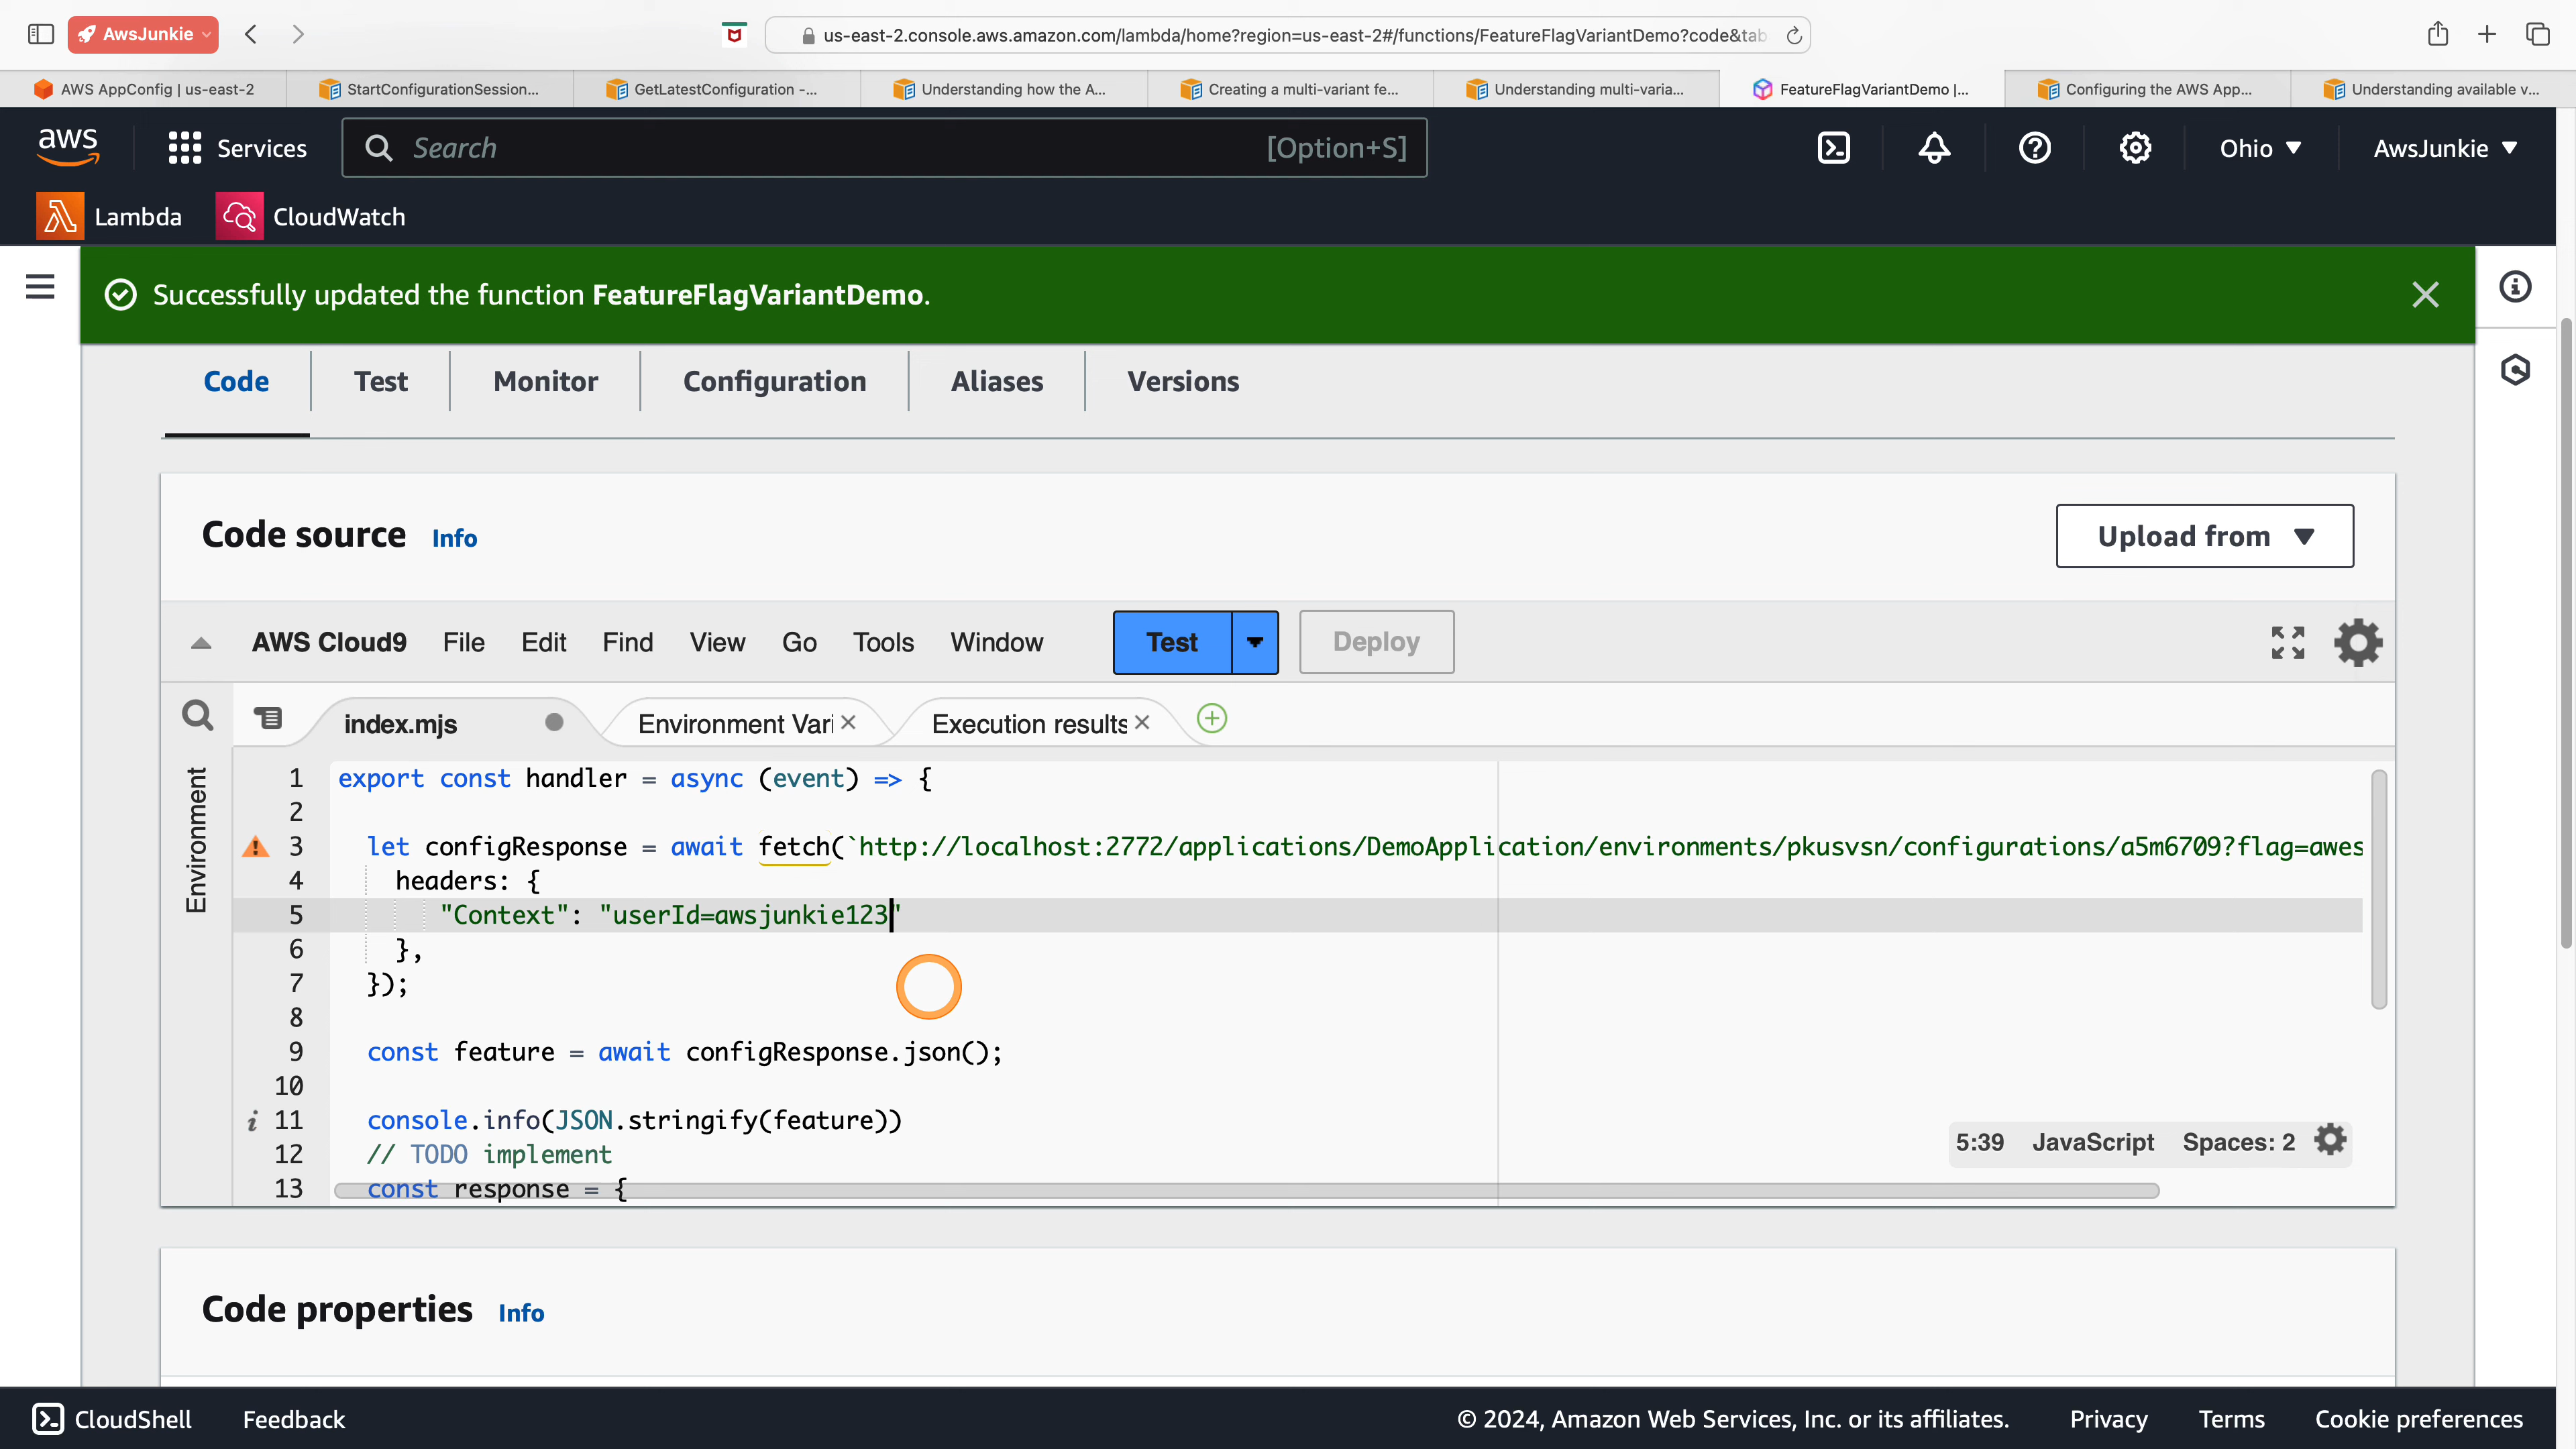 AwsJunkie
us-east-2.console.aws.amazon.com/lambda/home?region=us-east-2#/functions/FeatureFlagVariantDemo?code&tab
AWS AppConfig | us-east-2
StartConfigurationSession...
GetLatestConfiguration -...
Understanding how the A...
Creating a multi-variant fe...
Understanding multi-varia...
FeatureFlagVariantDemo |...
Configuring the AWS App...
Understanding available v...
aws
Services
Search
[Option+S]
Ohio
AwsJunkie
Lambda
CloudWatch
Successfully updated the function FeatureFlagVariantDemo.
Code
Test
Monitor
Configuration
Aliases
Versions
Code source Info
Upload from
AWS Cloud9 File Edit Find View Go Tools Window
Test
Deploy
index.mjs
Environment Vari
Execution results
Environment
1 export const handler = async (event) => {
2
3 let configResponse = await fetch(`http://localhost:2772/applications/DemoApplication/environments/pkusvsn/configurations/a5m6709?flag=awes
4 headers: {
5 "Context": "userId=awsjunkie123"
6 },
7 });
8
9 const feature = await configResponse.json();
10
11 console.info(JSON.stringify(feature))
12 // TODO implement
13 const response = {
5:39 JavaScript Spaces: 2
Code properties Info
CloudShell
Feedback
© 2024, Amazon Web Services, Inc. or its affiliates.
Privacy
Terms
Cookie preferences